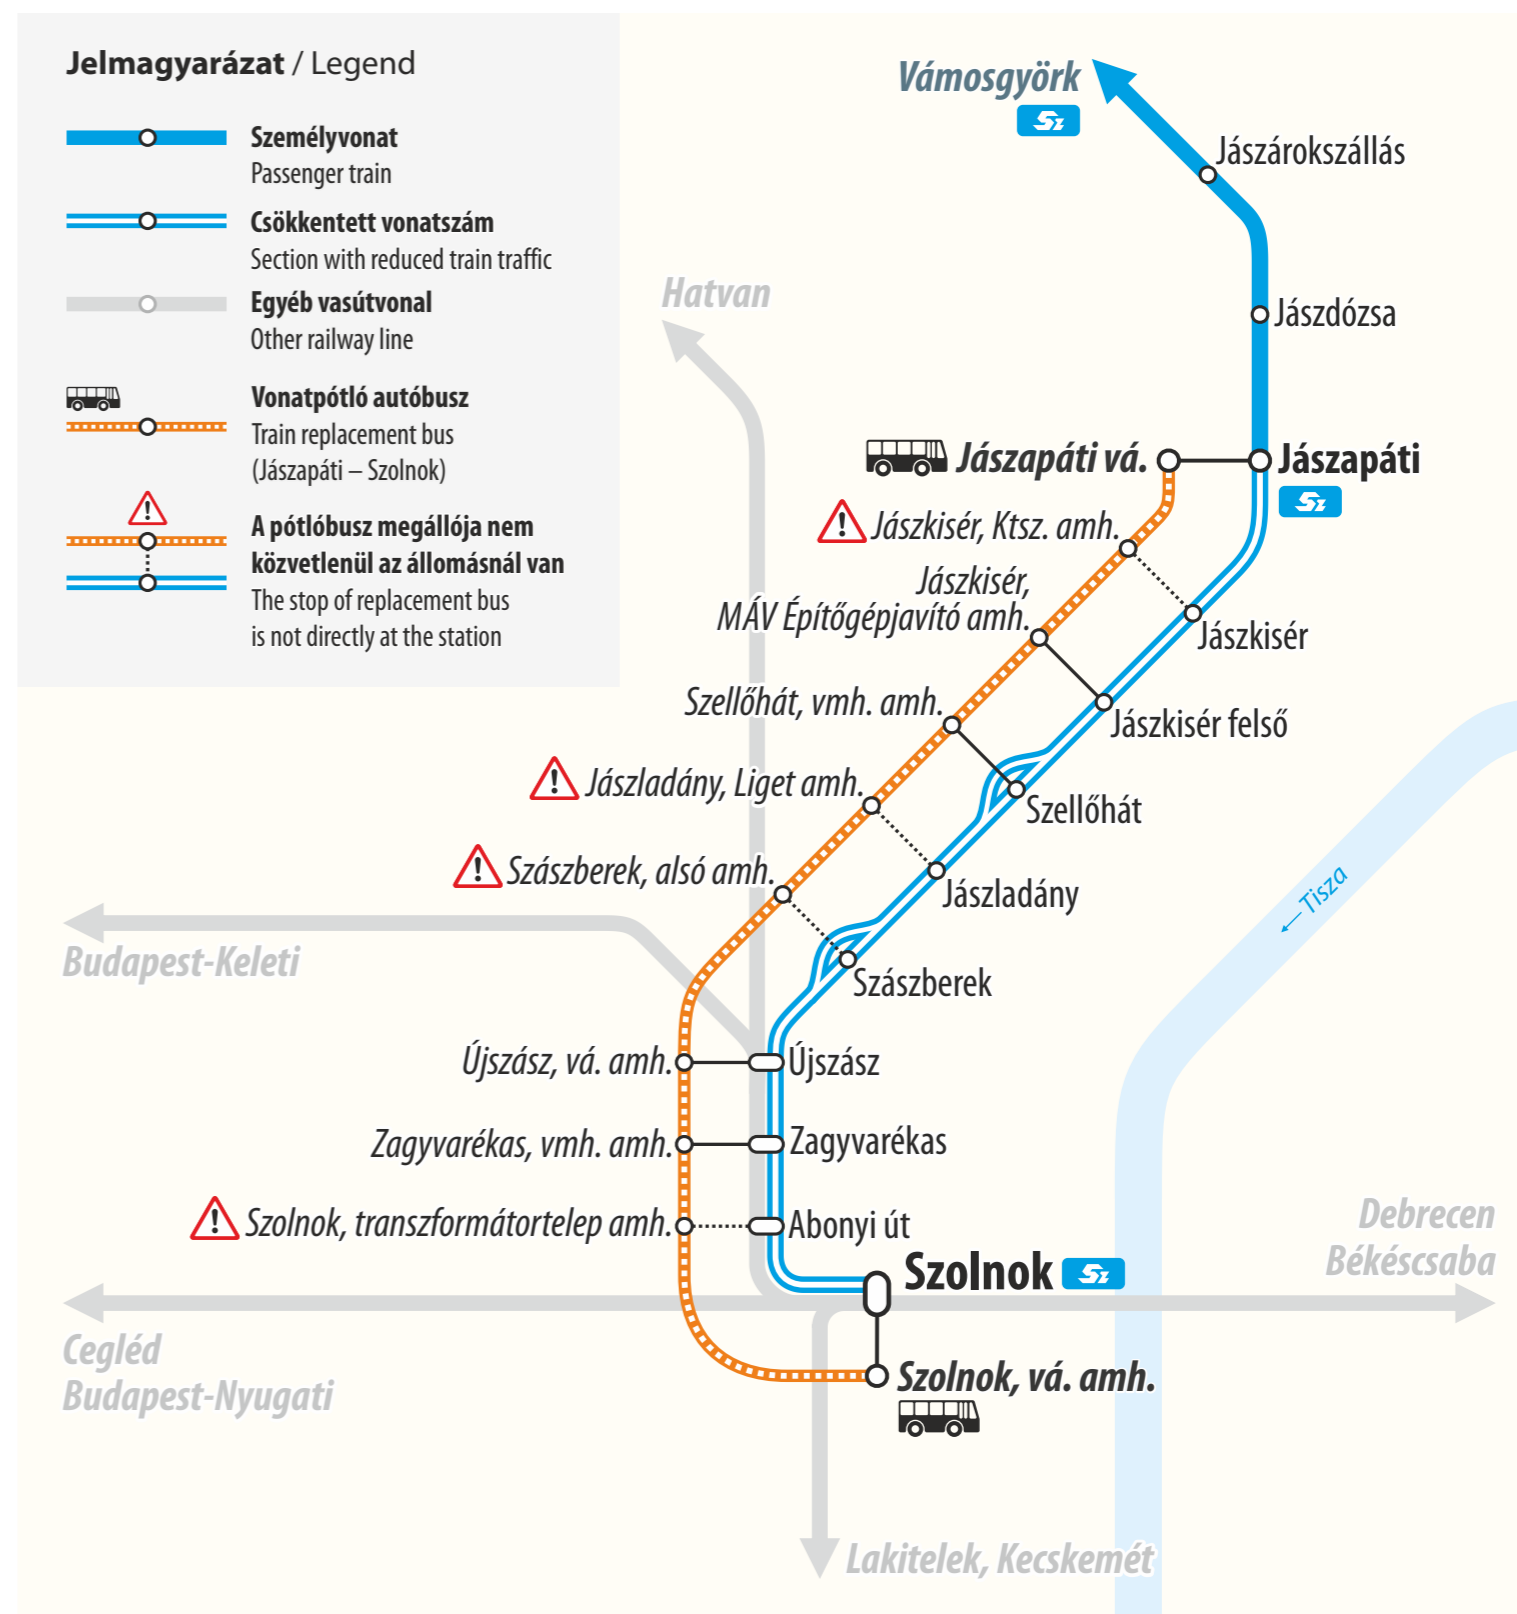 Jelmagyarázat / Legend
Személyvonat
Passenger train
Csökkentett vonatszám
Section with reduced train traffic
Egyéb vasútvonal
Other railway line
Vonatpótló autóbusz
Train replacement bus
(Jászapáti – Szolnok)
A pótlóbusz megállója nem
közvetlenül az állomásnál van
The stop of replacement bus
is not directly at the station
Vámosgyörk
Sz
Jászárokszállás
Hatvan
Jászdózsa
Jászapáti vá.
Jászapáti
Sz
Jászkisér, Ktsz. amh.
Jászkisér,
MÁV Építőgépjavító amh.
Jászkisér
Szellőhát, vmh. amh.
Jászkisér felső
Jászladány, Liget amh.
Szellőhát
Szászberek, alsó amh.
Jászladány
←Tisza
Budapest-Keleti
Szászberek
Újszász, vá. amh.
Újszász
Zagyvarékas, vmh. amh.
Zagyvarékas
Szolnok, transzformátortelep amh.
Abonyi út
Debrecen
Békéscsaba
Szolnok Sz
Cegléd
Budapest-Nyugati
Szolnok, vá. amh.
Lakitelek, Kecskemét